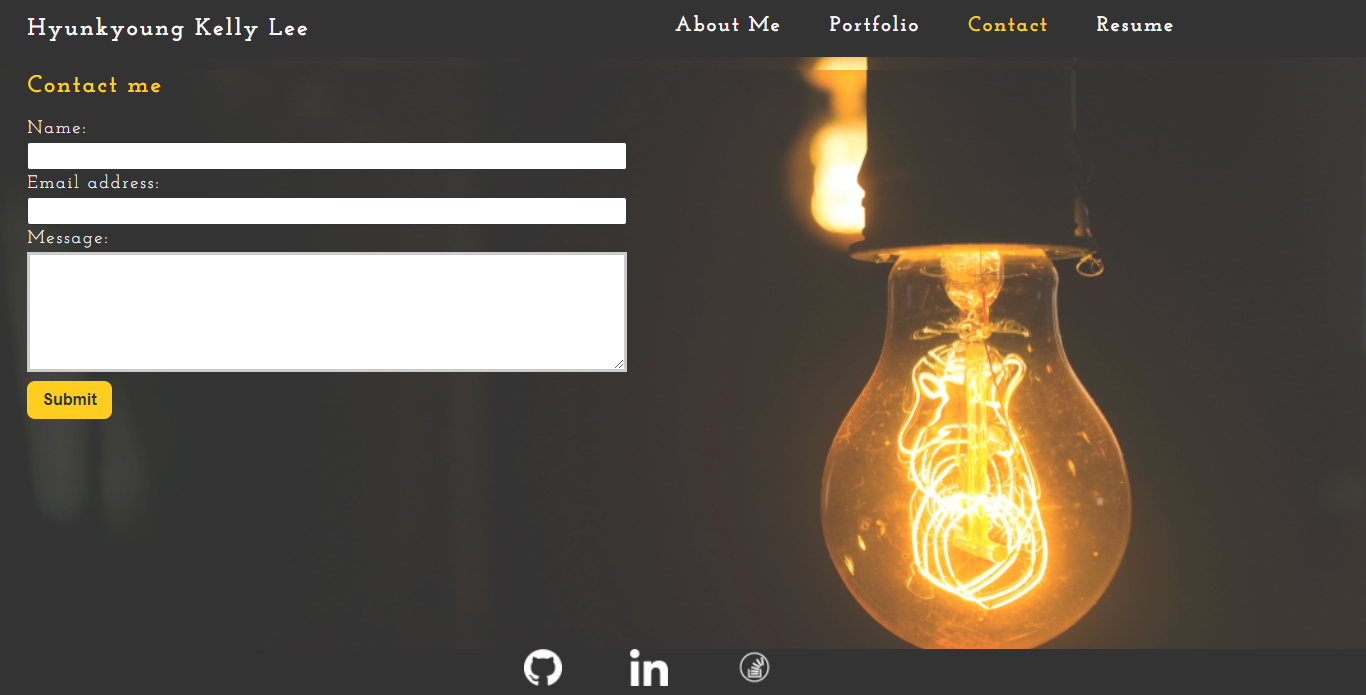 Hyunkyoung Kelly Lee
About Me Portfolio Contact Resume
Contact me
Name:
Email address:
Message:
Submit
in